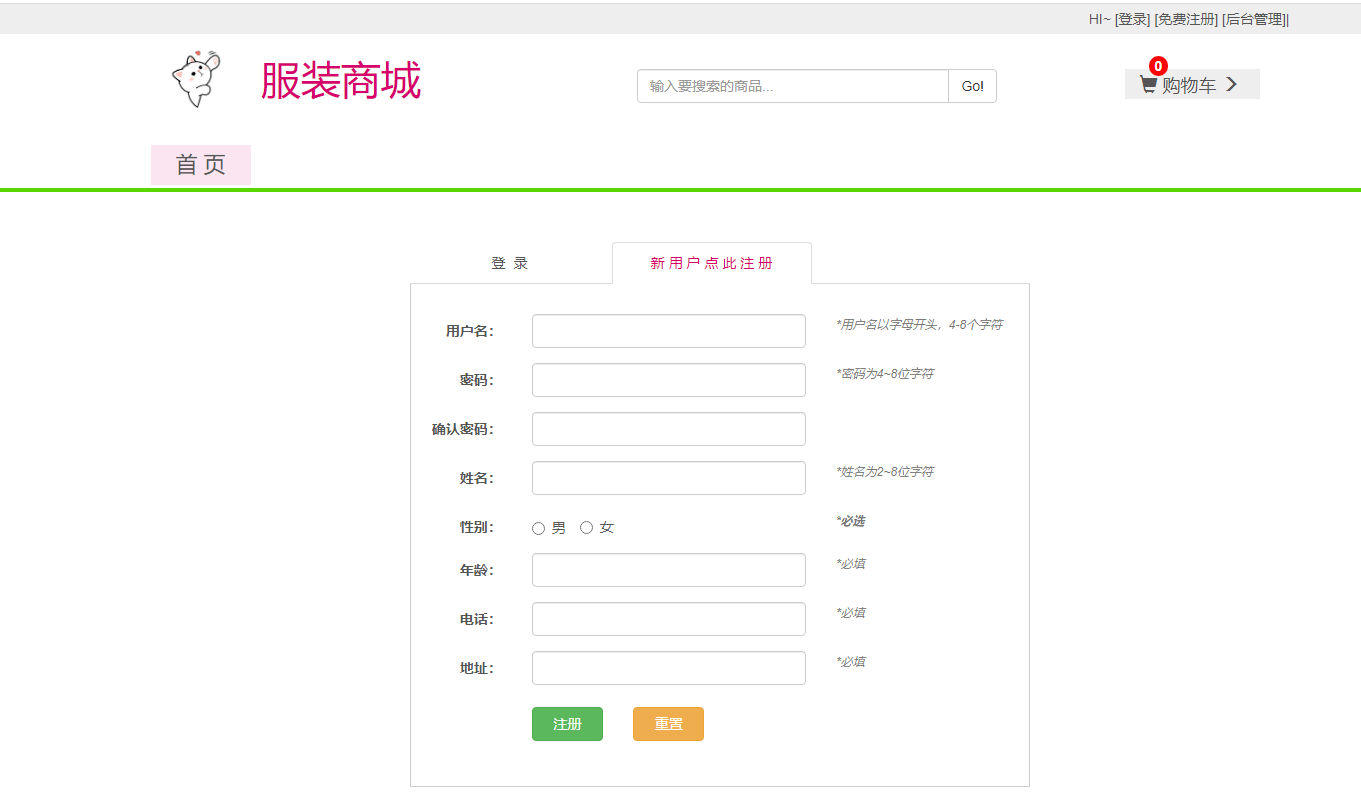 HI~ [登录] [免费注册] [后台管理]|
服装商城
输入要搜索的商品... Go!
0
购物车
首 页
登 录 新 用 户 点 此 注 册
用户名： *用户名以字母开头，4-8个字符
密码： *密码为4~8位字符
确认密码：
姓名： *姓名为2~8位字符
性别： 男 女 *必选
年龄： *必填
电话： *必填
地址： *必填
注册 重置